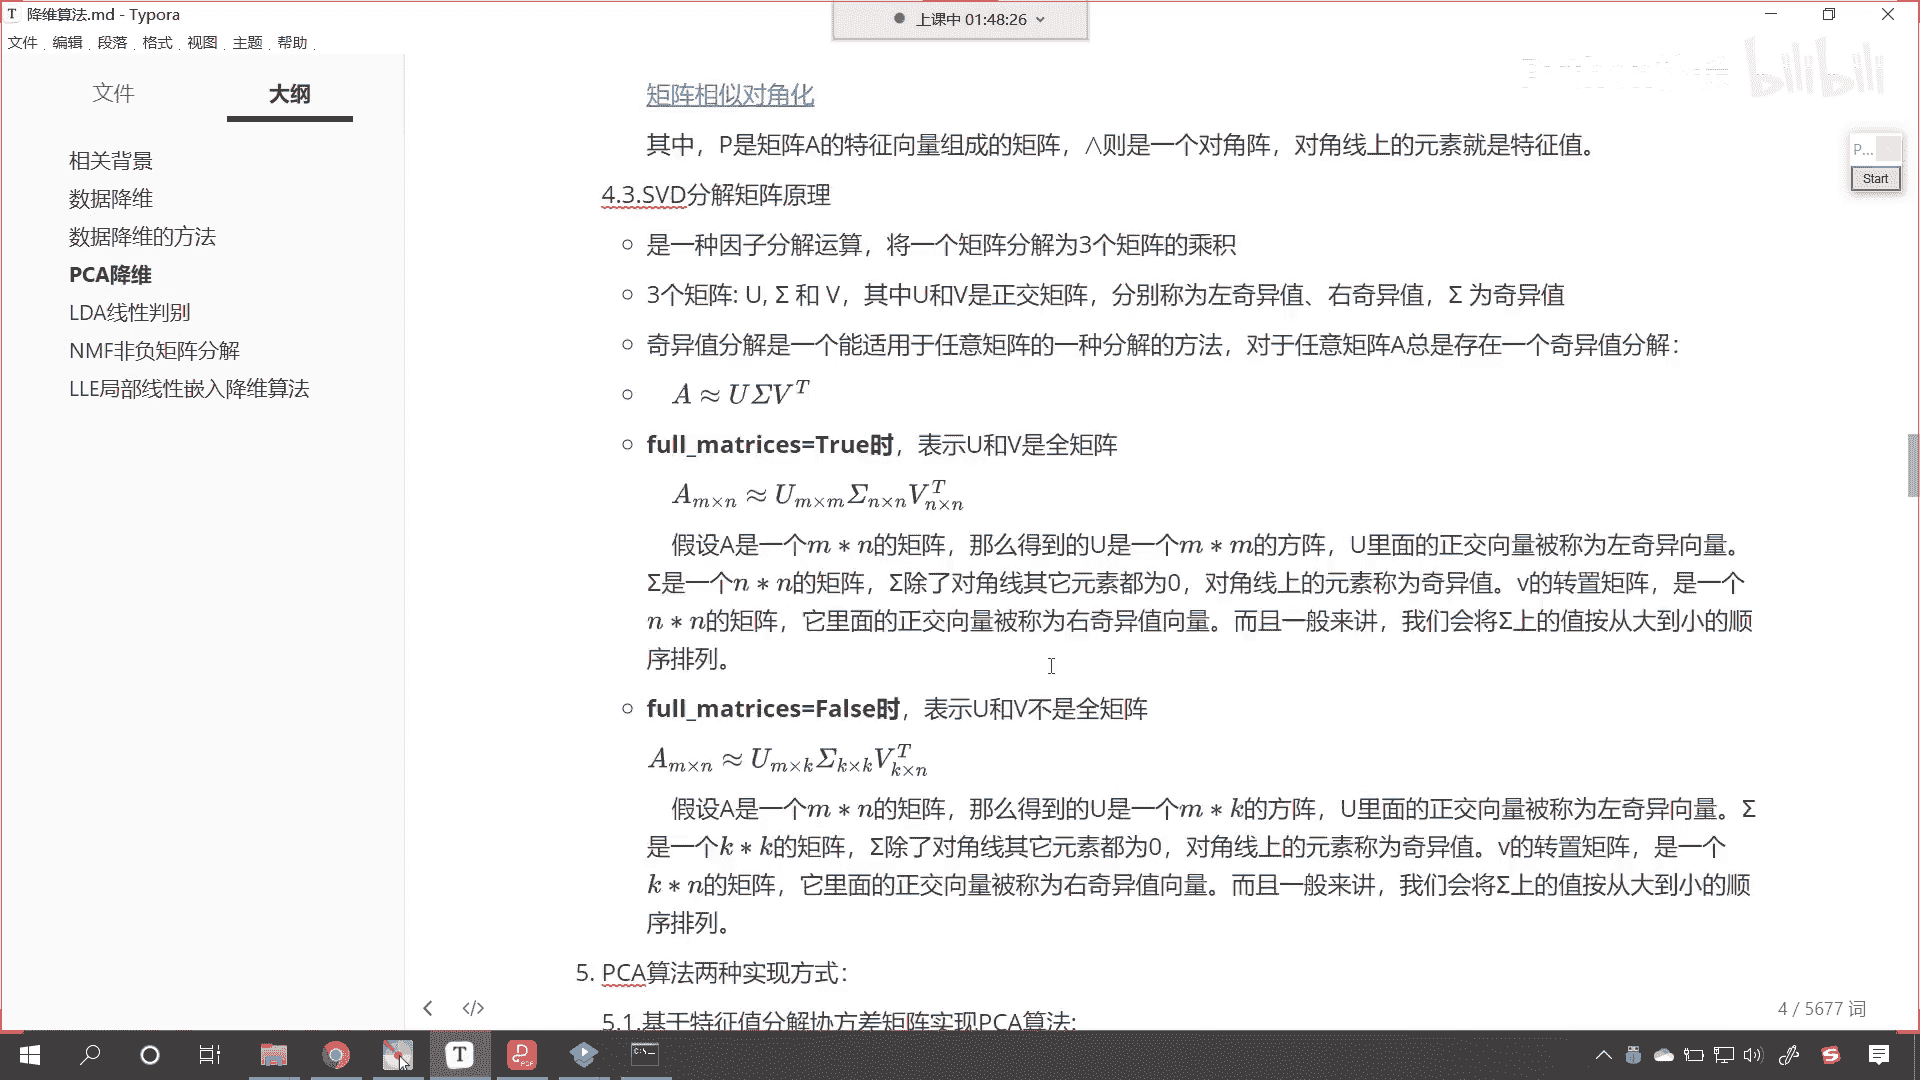 降维算法.md - Typora
上课中 01:48:26
文件 编辑 段落 格式 视图 主题 帮助
文件 大纲
相关背景
数据降维
数据降维的方法
PCA降维
LDA线性判别
NMF非负矩阵分解
LLE局部线性嵌入降维算法
bilibili
P...
Start
矩阵相似对角化
其中，P是矩阵A的特征向量组成的矩阵，∧则是一个对角阵，对角线上的元素就是特征值。
4.3.SVD分解矩阵原理
是一种因子分解运算，将一个矩阵分解为3个矩阵的乘积
3个矩阵: U, Σ 和 V，其中U和V是正交矩阵，分别称为左奇异值、右奇异值，Σ 为奇异值
奇异值分解是一个能适用于任意矩阵的一种分解的方法，对于任意矩阵A总是存在一个奇异值分解：
A ≈ UΣV^T
full_matrices=True时，表示U和V是全矩阵
A_{m×n} ≈ U_{m×m}Σ_{n×n}V^T_{n×n}
假设A是一个m∗n的矩阵，那么得到的U是一个m∗m的方阵，U里面的正交向量被称为左奇异向量。
Σ是一个n∗n的矩阵，Σ除了对角线其它元素都为0，对角线上的元素称为奇异值。v的转置矩阵，是一个
n∗n的矩阵，它里面的正交向量被称为右奇异值向量。而且一般来讲，我们会将Σ上的值按从大到小的顺
序排列。
full_matrices=False时，表示U和V不是全矩阵
A_{m×n} ≈ U_{m×k}Σ_{k×k}V^T_{k×n}
假设A是一个m∗n的矩阵，那么得到的U是一个m∗k的方阵，U里面的正交向量被称为左奇异向量。Σ
是一个k∗k的矩阵，Σ除了对角线其它元素都为0，对角线上的元素称为奇异值。v的转置矩阵，是一个
k∗n的矩阵，它里面的正交向量被称为右奇异值向量。而且一般来讲，我们会将Σ上的值按从大到小的顺
序排列。
5. PCA算法两种实现方式：
5.1.基于特征值分解协方差矩阵实现PCA算法:
4 / 5677 词